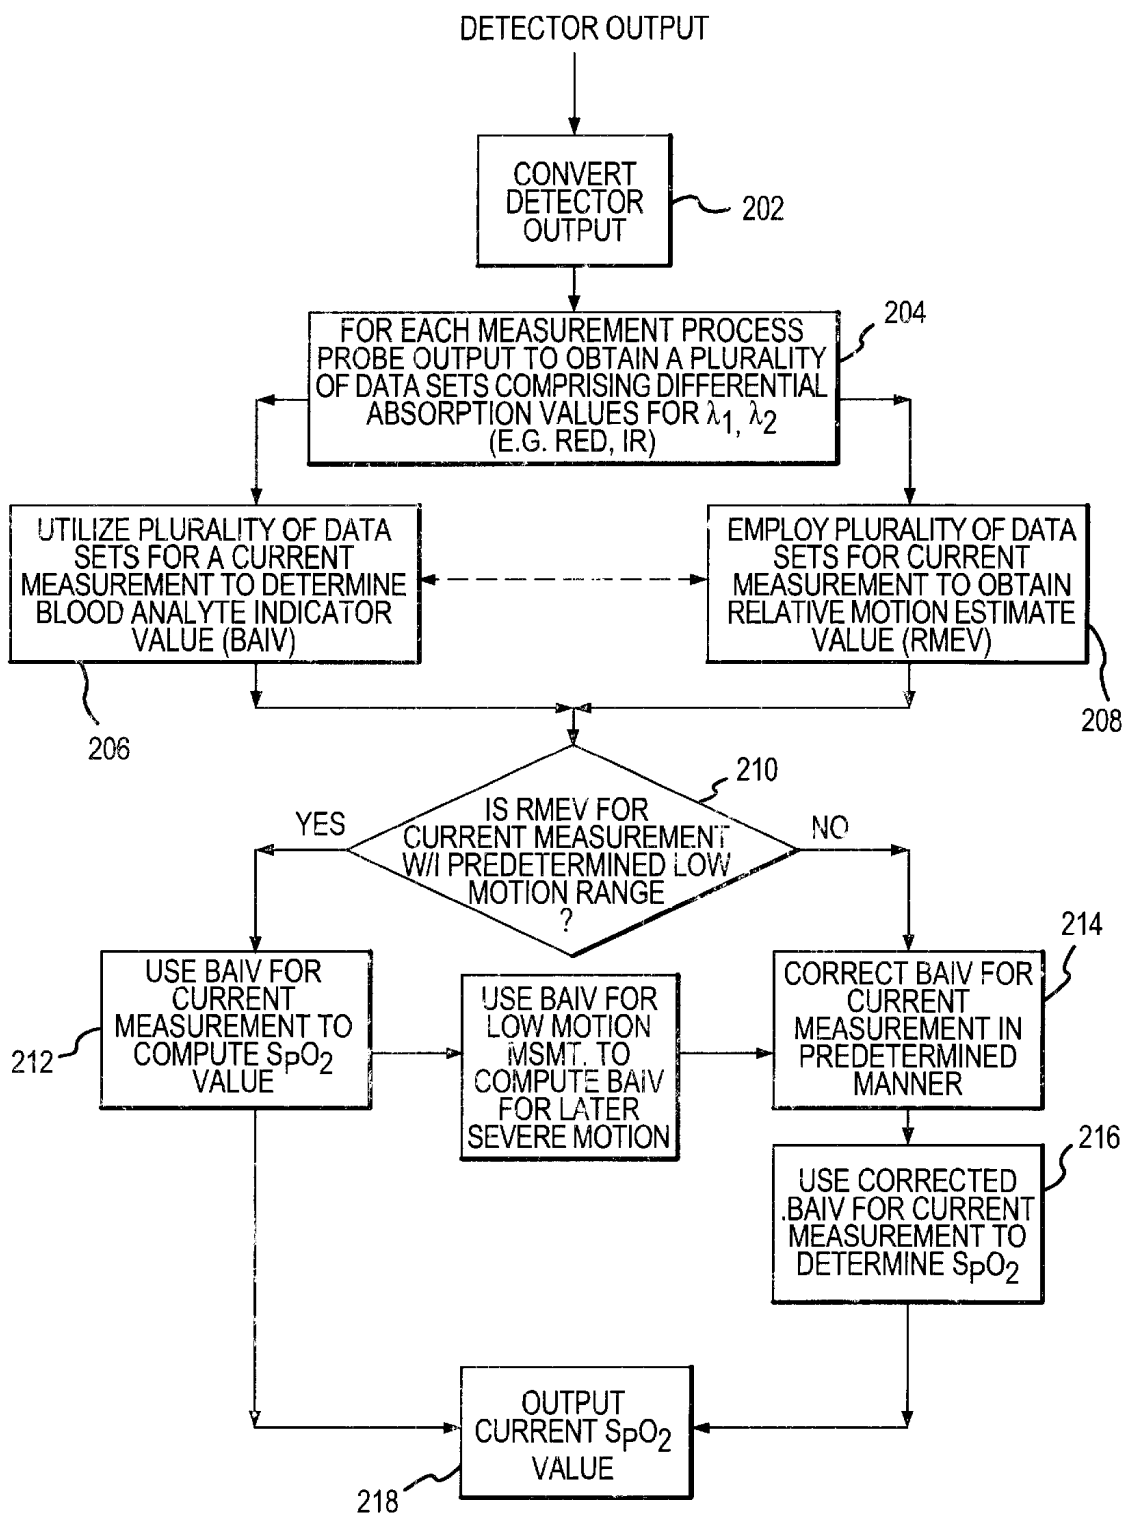 DETECTOR OUTPUT
CONVERT
DETECTOR
OUTPUT
202
204
FOR EACH MEASUREMENT PROCESS
PROBE OUTPUT TO OBTAIN A PLURALITY
OF DATA SETS COMPRISING DIFFERENTIAL
ABSORPTION VALUES FOR λ1, λ2
(E.G. RED, IR)
UTILIZE PLURALITY OF DATA
SETS FOR A CURRENT
MEASUREMENT TO DETERMINE
BLOOD ANALYTE INDICATOR
VALUE (BAIV)
206
EMPLOY PLURALITY OF DATA
SETS FOR CURRENT
MEASUREMENT TO OBTAIN
RELATIVE MOTION ESTIMATE
VALUE (RMEV)
208
210
IS RMEV FOR
CURRENT MEASUREMENT
W/I PREDETERMINED LOW
MOTION RANGE
?
YES
NO
USE BAIV FOR
CURRENT
MEASUREMENT TO
COMPUTE SPO2
VALUE
212
USE BAIV FOR
LOW MOTION
MSMT. TO
COMPUTE BAIV
FOR LATER
SEVERE MOTION
214
CORRECT BAIV FOR
CURRENT
MEASUREMENT IN
PREDETERMINED
MANNER
216
USE CORRECTED
.BAIV FOR CURRENT
MEASUREMENT TO
DETERMINE SPO2
OUTPUT
CURRENT SPO2
VALUE
218